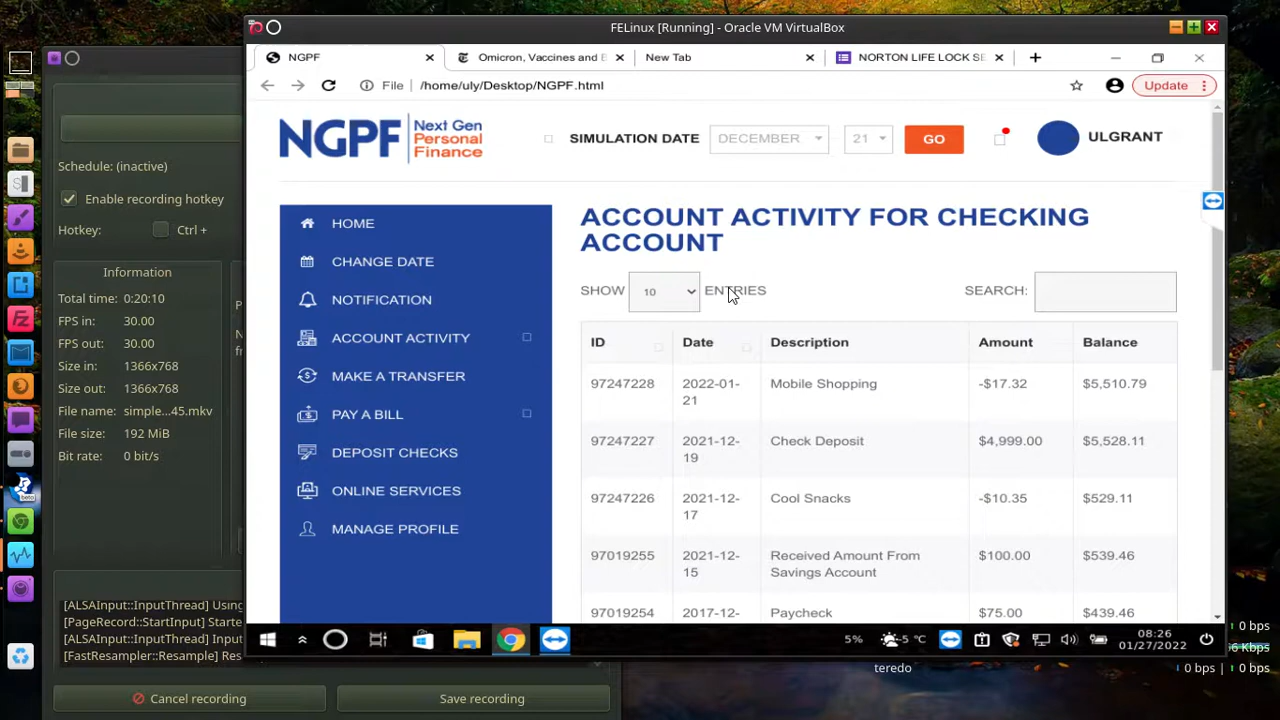 FELinux [Running] - Oracle VM VirtualBox
NGPF
Omicron, Vaccines and B
New Tab
NORTON LIFE LOCK SE
File /home/uly/Desktop/NGPF.html
Update
NGPF Next Gen Personal Finance
SIMULATION DATE DECEMBER 21 GO
ULGRANT
Schedule: (inactive)
Enable recording hotkey
Hotkey: Ctrl +
Information
Total time: 0:20:10
FPS in: 30.00
FPS out: 30.00
Size in: 1366x768
Size out: 1366x768
File name: simple...45.mkv
File size: 192 MiB
Bit rate: 0 bit/s
HOME
CHANGE DATE
NOTIFICATION
ACCOUNT ACTIVITY
MAKE A TRANSFER
PAY A BILL
DEPOSIT CHECKS
ONLINE SERVICES
MANAGE PROFILE
ACCOUNT ACTIVITY FOR CHECKING
ACCOUNT
SHOW 10 ENTRIES
SEARCH:
ID Date Description Amount Balance
97247228 2022-01-21 Mobile Shopping -$17.32 $5,510.79
97247227 2021-12-19 Check Deposit $4,999.00 $5,528.11
97247226 2021-12-17 Cool Snacks -$10.35 $529.11
97019255 2021-12-15 Received Amount From Savings Account $100.00 $539.46
97019254 2017-12- Paycheck $75.00 $439.46
[ALSAInput::InputThread] Using
[PageRecord::StartInput] Starte
[ALSAInput::InputThread] Input
[FastResampler::Resample] Res
Cancel recording
Save recording
beta
5%
-5 °C
08:26
01/27/2022
0 bps
teredo
0 bps | 0 bps